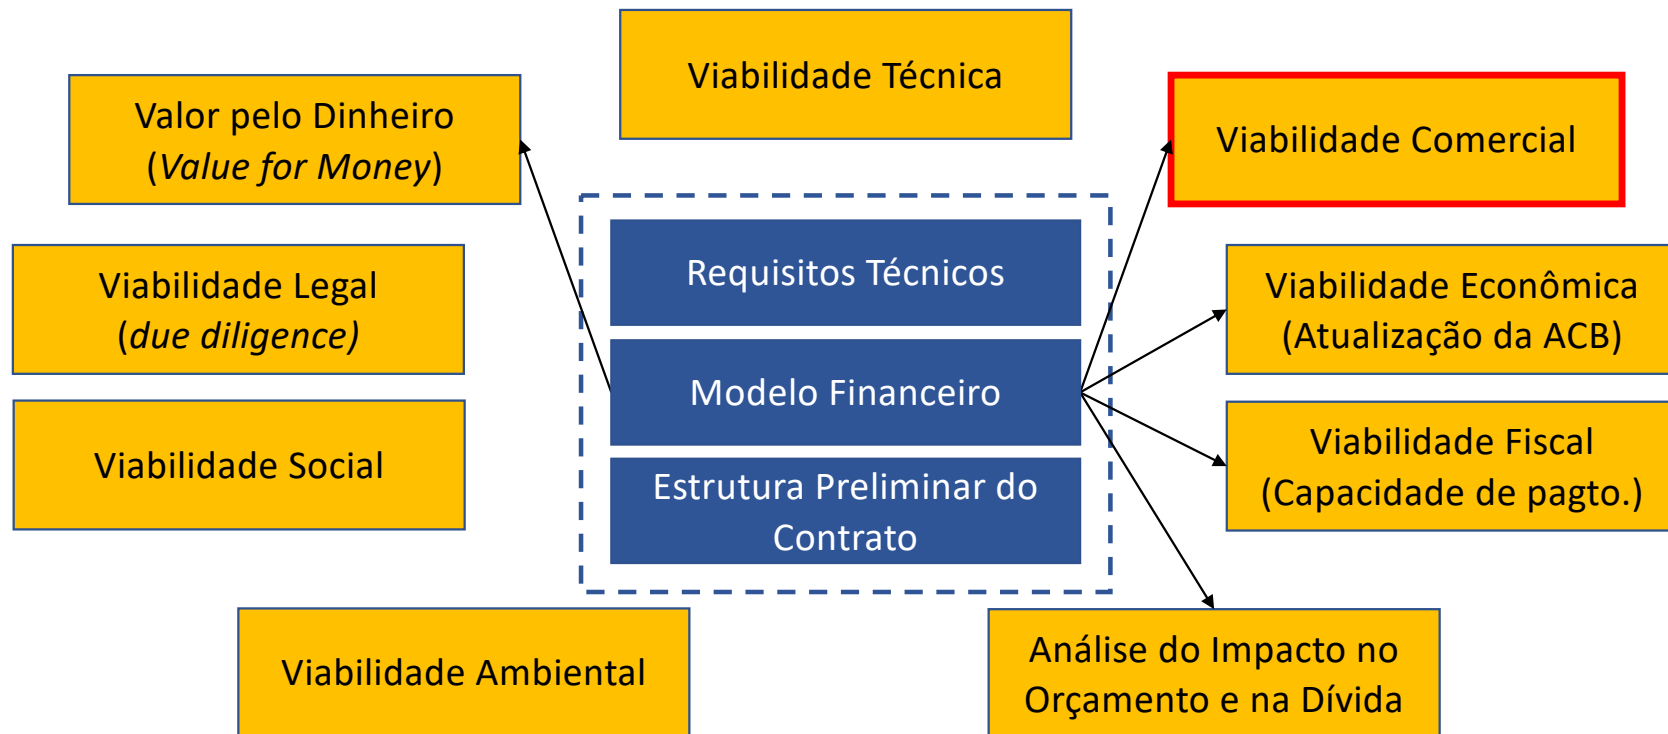 Viabilidade Técnica
Valor pelo Dinheiro
(Value for Money)
Viabilidade Comercial
Requisitos Técnicos
Viabilidade Legal
(due diligence)
Viabilidade Econômica
(Atualização da ACB)
Modelo Financeiro
Viabilidade Social
Viabilidade Fiscal
(Capacidade de pagto.)
Estrutura Preliminar do
Contrato
Viabilidade Ambiental
Análise do Impacto no
Orçamento e na Dívida